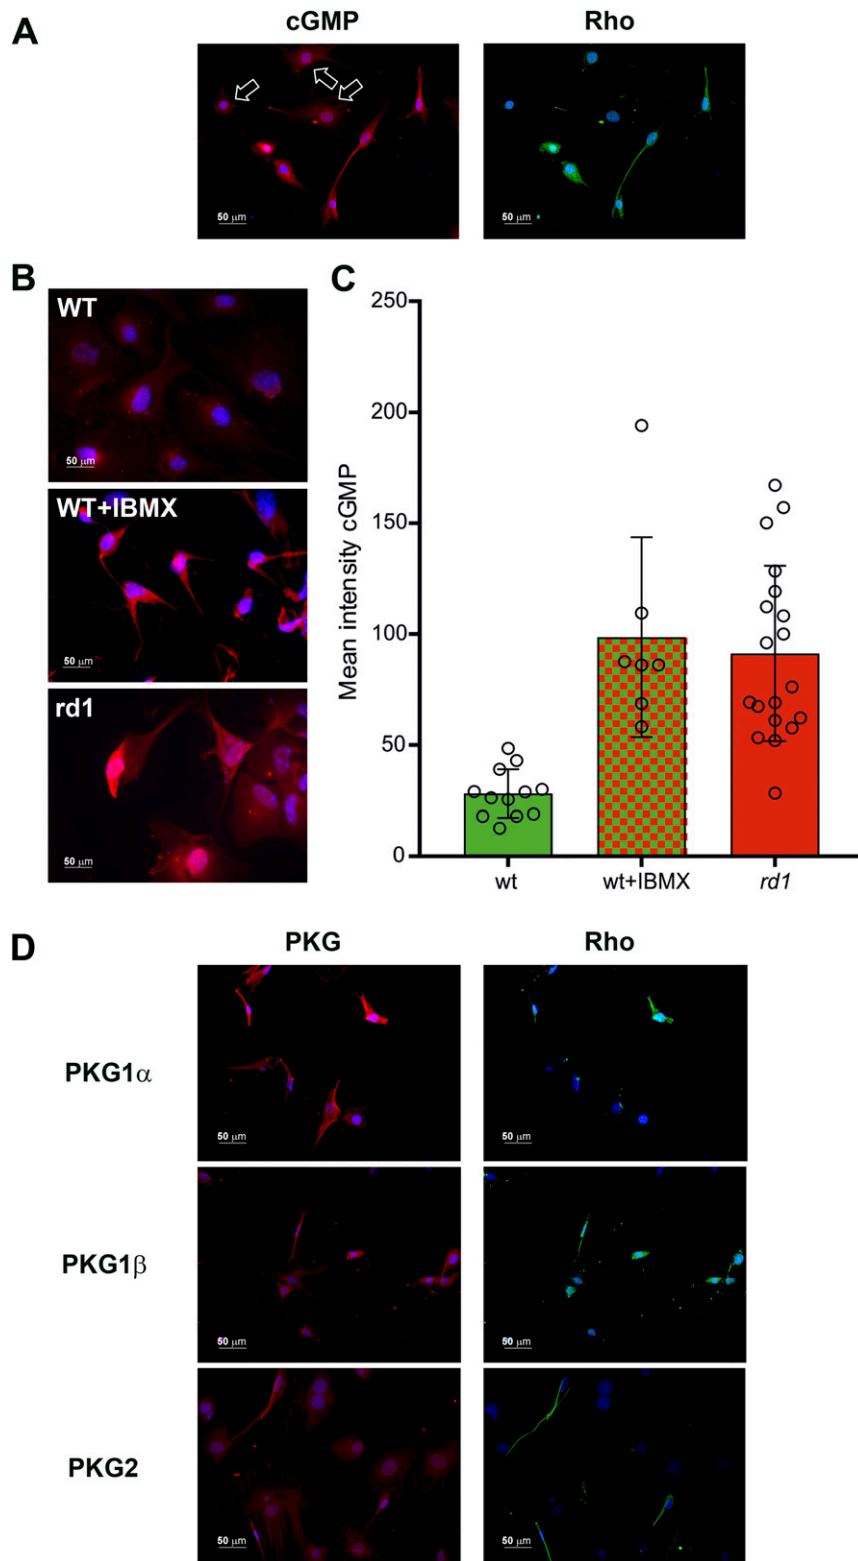 A
cGMP
Rho
50 μm
50 μm
B
WT
50 μm
WT+IBMX
50 μm
rd1
50 μm
C
250
200
150
100
50
0
Mean intensity cGMP
wt
wt+IBMX
rd1
D
PKG
Rho
PKG1α
50 μm
50 μm
PKG1β
50 μm
50 μm
PKG2
50 μm
50 μm